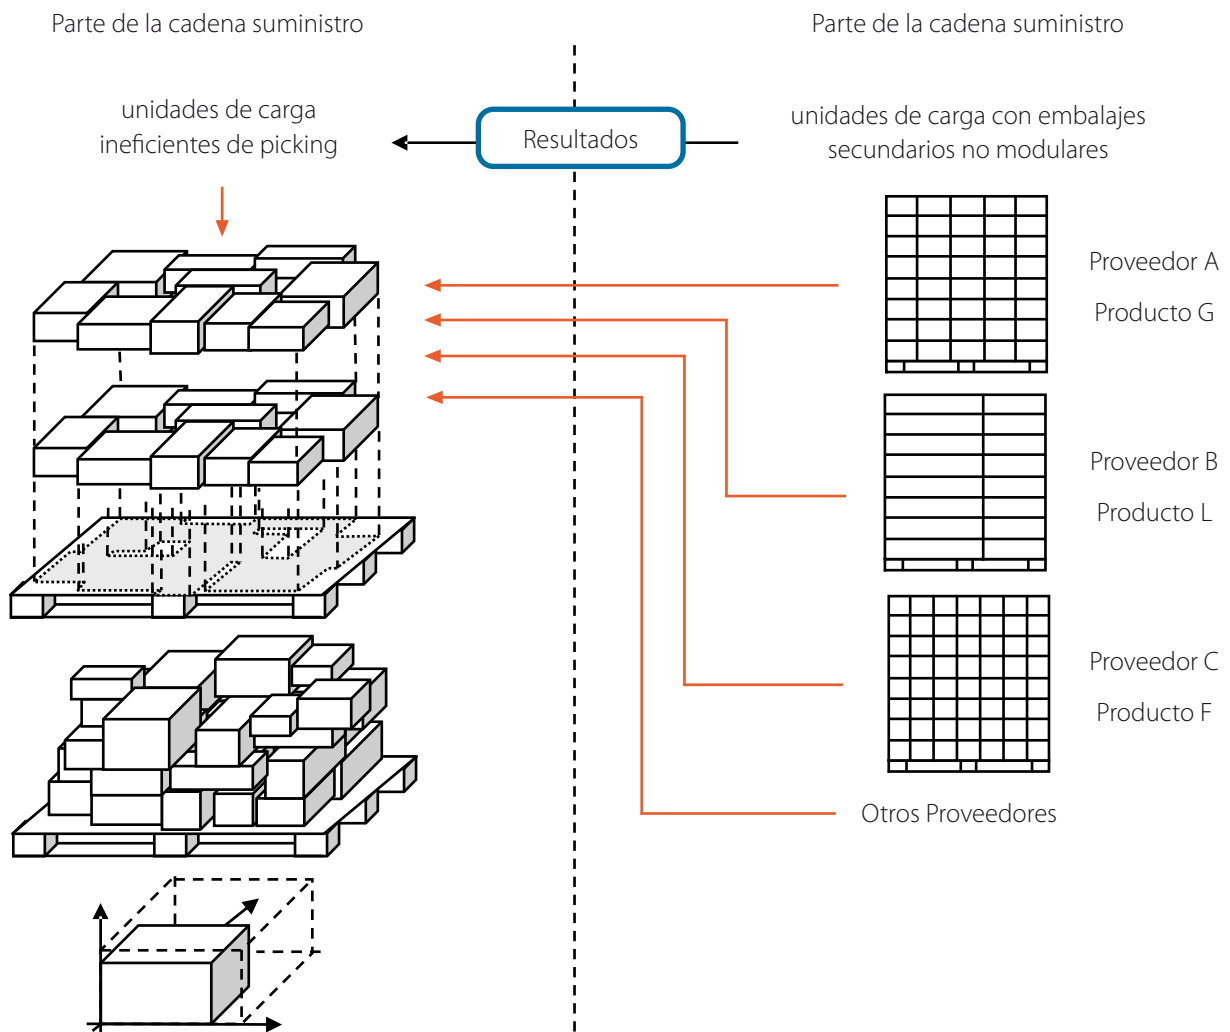 Parte de la cadena suministro
Parte de la cadena suministro
unidades de carga
ineficientes de picking
Resultados
unidades de carga con embalajes
secundarios no modulares
Proveedor A
Producto G
Proveedor B
Producto L
Proveedor C
Producto F
Otros Proveedores